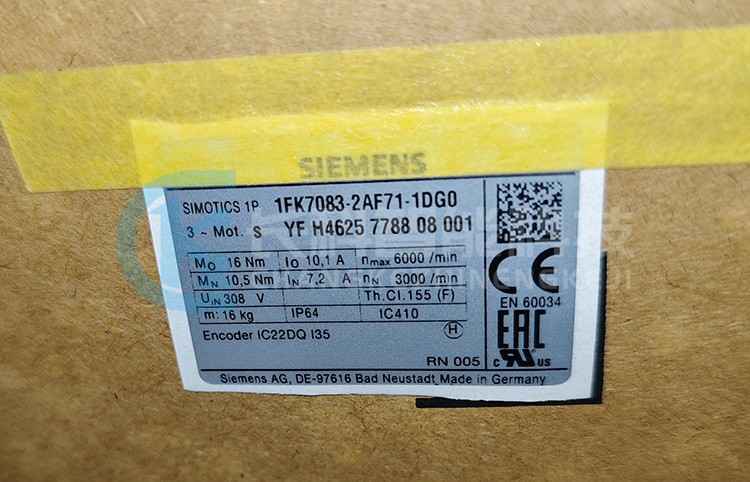 SIEMENS
SIMOTICS 1P 1FK7083-2AF71-1DG0
3 ~ Mot. S YF H4625 7788 08 001
M0 16 Nm I0 10,1 A nmax 6000 /min
MN 10,5 Nm IN 7,2 A nN 3000 /min
UIN 308 V Th.Cl.155 (F)
m: 16 kg IP64 IC410
Encoder IC22DQ I35
H
RN 005
CE
EN 60034
EAC
c RU US
Siemens AG, DE-97616 Bad Neustadt Made in Germany